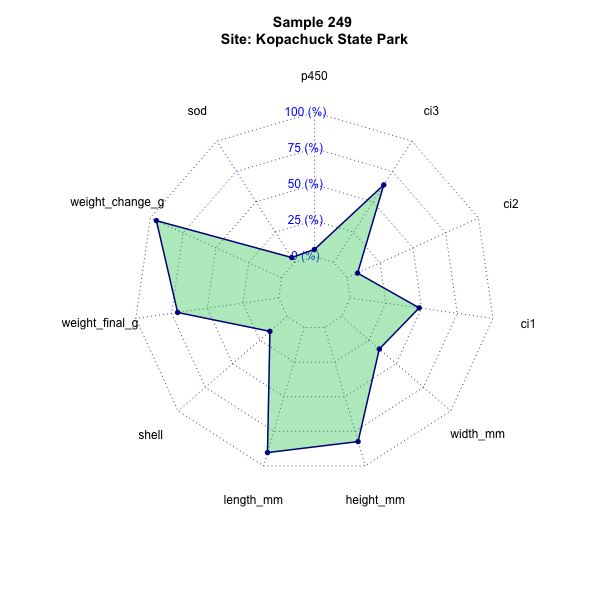 Sample 249
Site: Kopachuck State Park
p450
sod
ci3
100 (%)
75 (%)
weight_change_g
50 (%)
ci2
25 (%)
0 (%)
weight_final_g
ci1
shell
width_mm
length_mm
height_mm